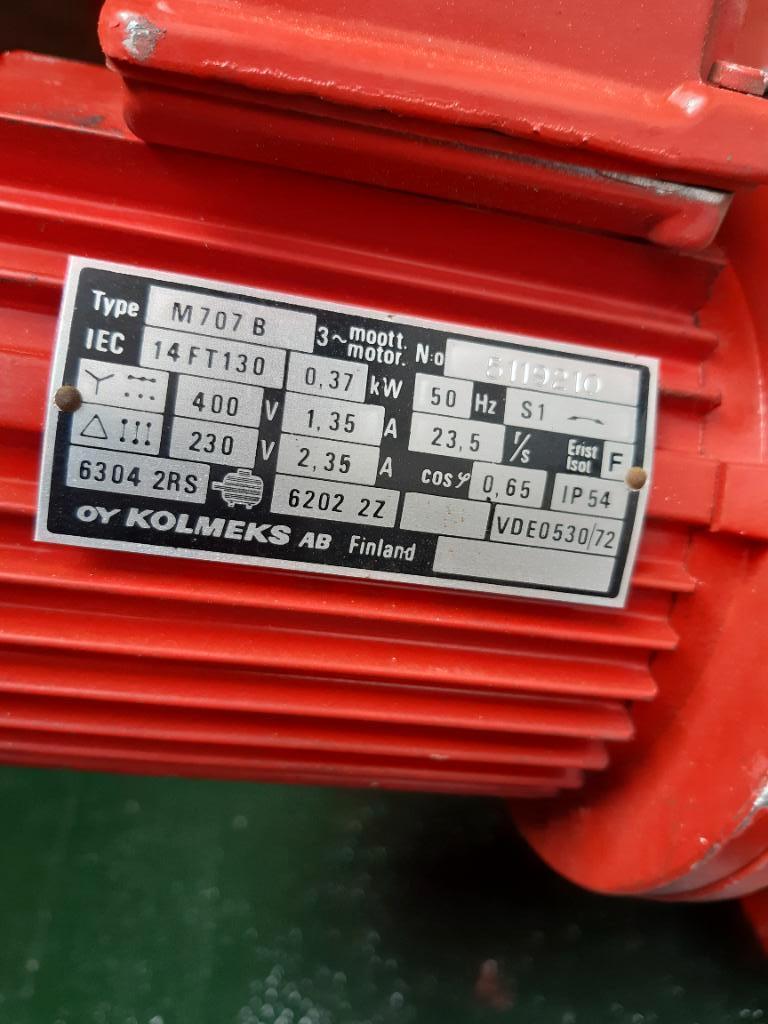 Type M707B 3~ moott. motor. N:o 5119210
IEC 14FT130 0,37 kW 50 Hz S1
400 V 1,35 A 23,5 r/s Erist Isol F
230 V 2,35 A cos φ 0,65 IP54
6304 2RS 6202 2Z VDE0530/72
OY KOLMEKS AB Finland